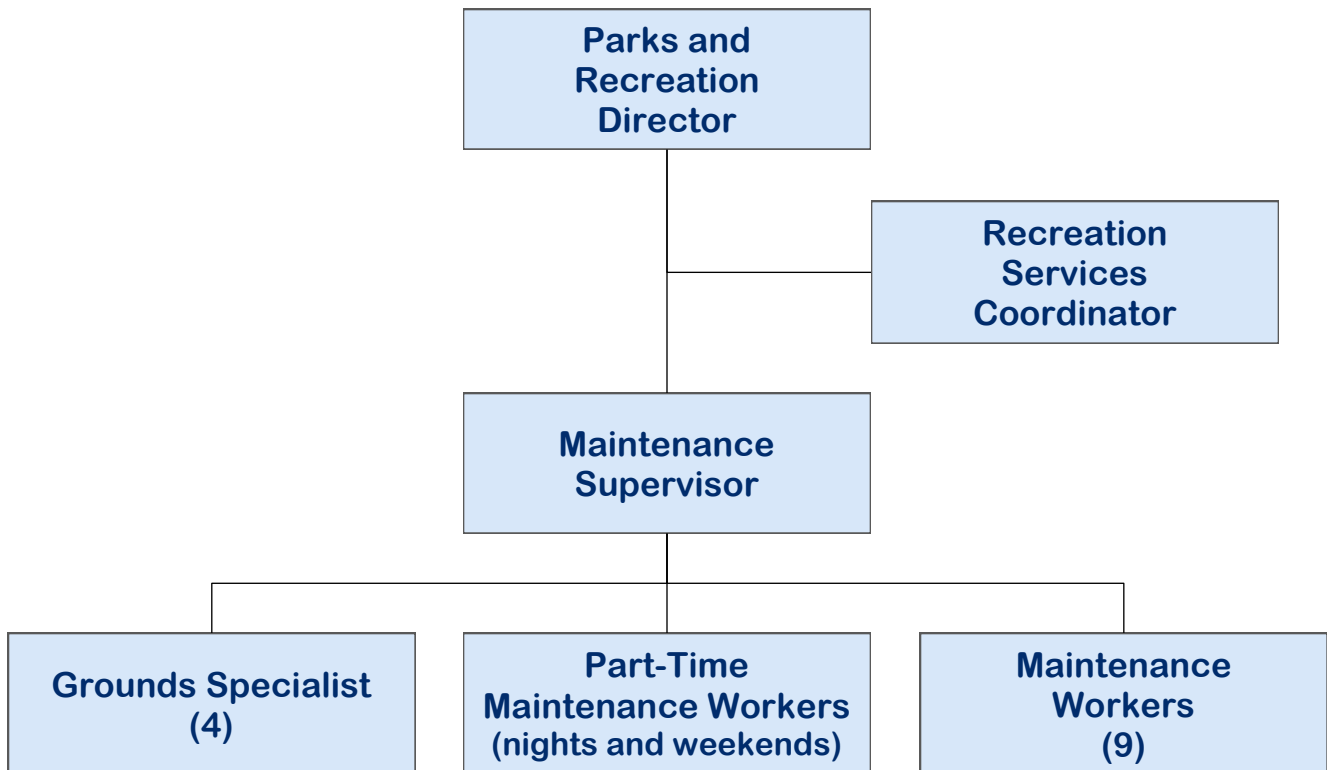 Parks and
Recreation
Director
Recreation
Services
Coordinator
Maintenance
Supervisor
Grounds Specialist
(4)
Part-Time
Maintenance Workers
(nights and weekends)
Maintenance
Workers
(9)